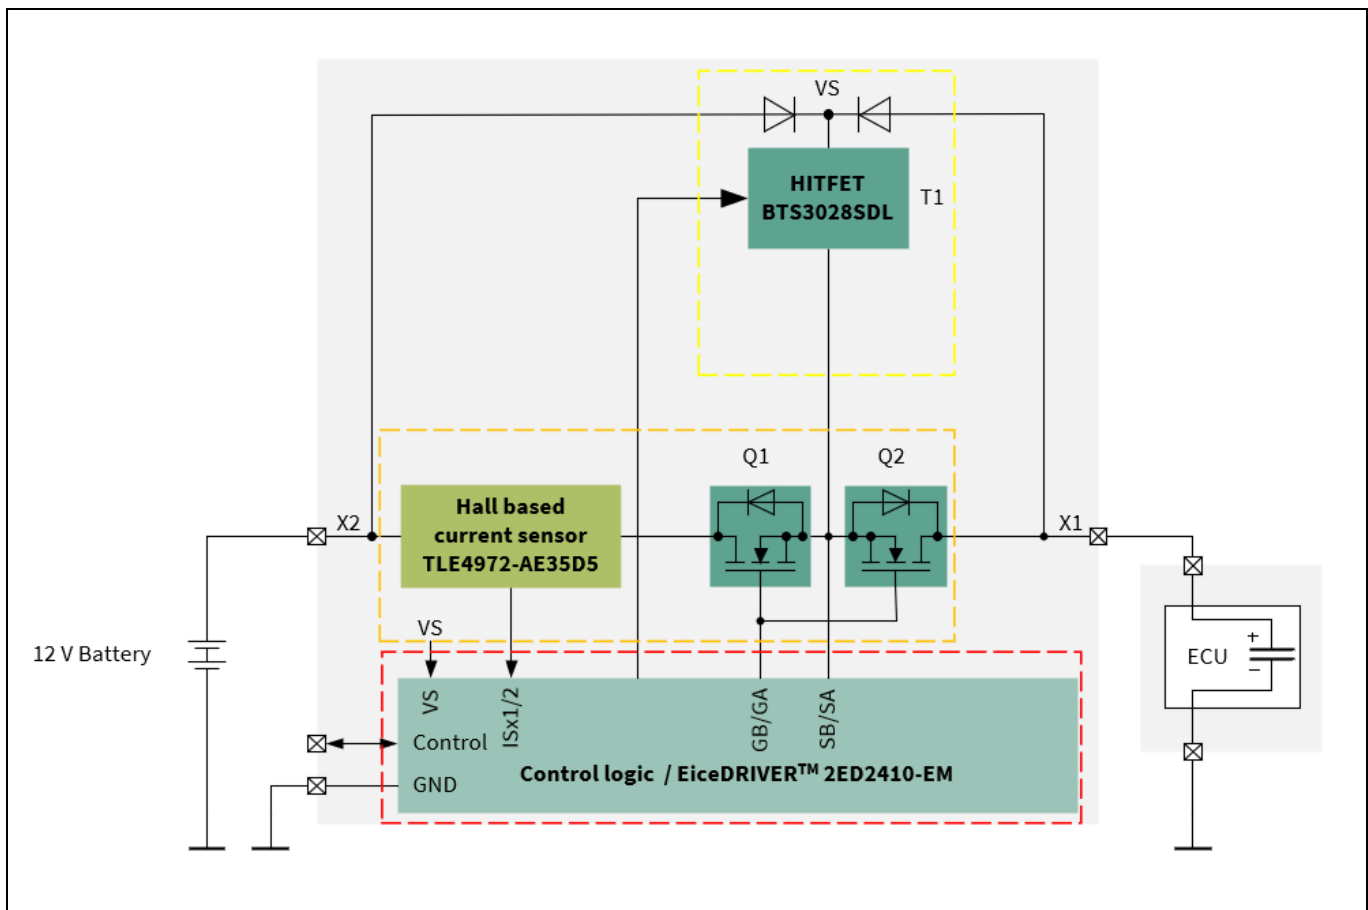 VS
HITFET
BTS3028SDL
T1
Q1
Q2
X2
Hall based
current sensor
TLE4972-AE35D5
X1
VS
12 V Battery
+
ECU
−
VS
ISx1/2
GB/GA
SB/SA
Control
Control logic / EiceDRIVER™ 2ED2410-EM
GND